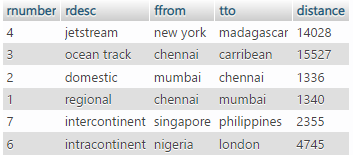 rnumber rdesc ffrom tto distance
4 jetstream new york madagascar 14028
3 ocean track chennai carribean 15527
2 domestic mumbai chennai 1336
1 regional chennai mumbai 1340
7 intercontinent singapore philippines 2355
6 intracontinent nigeria london 4745